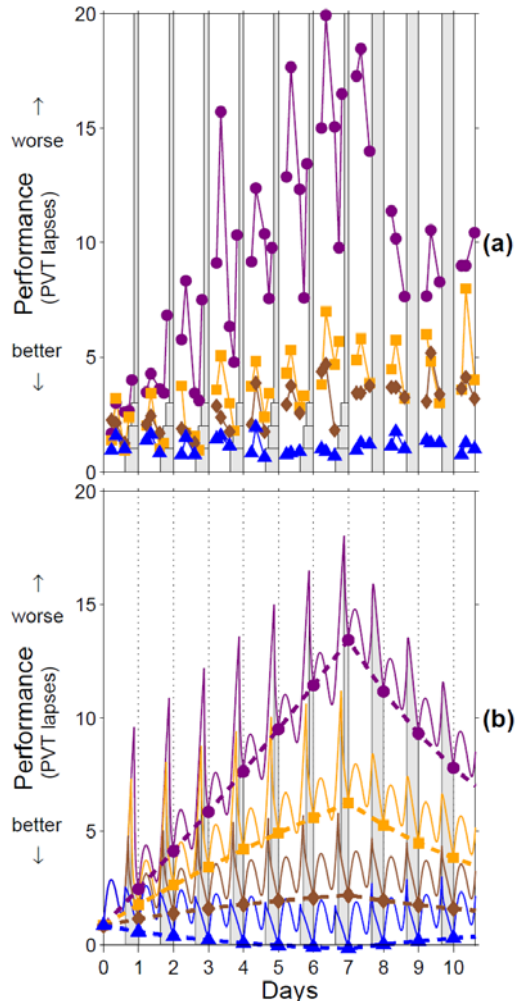 20
15
10
5
0
↑
worse
Performance
(PVT lapses)
better
↓
(a)
20
15
10
5
0
↑
worse
Performance
(PVT lapses)
better
↓
(b)
0 1 2 3 4 5 6 7 8 9 10
Days